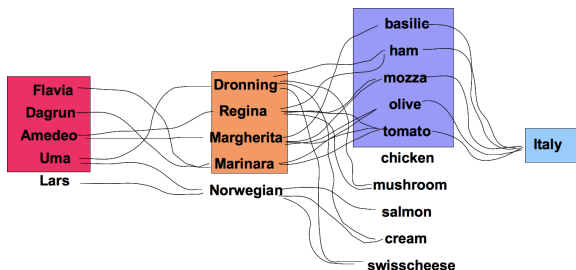 Flavia
Dagrun
Amedeo
Uma
Lars
Dronning
Regina
Margherita
Marinara
Norwegian
basilic
ham
mozza
olive
tomato
chicken
mushroom
salmon
cream
swisscheese
Italy